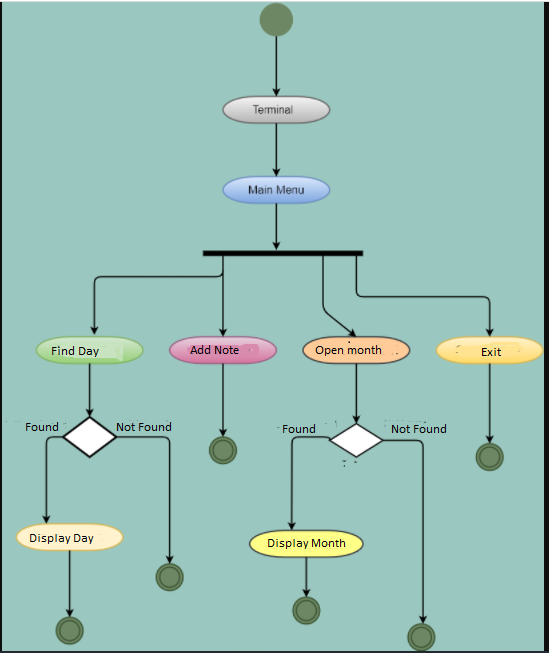 Terminal
Main Menu
Find Day
Add Note
Open month
Exit
Found
Not Found
Found
Not Found
Display Day
Display Month